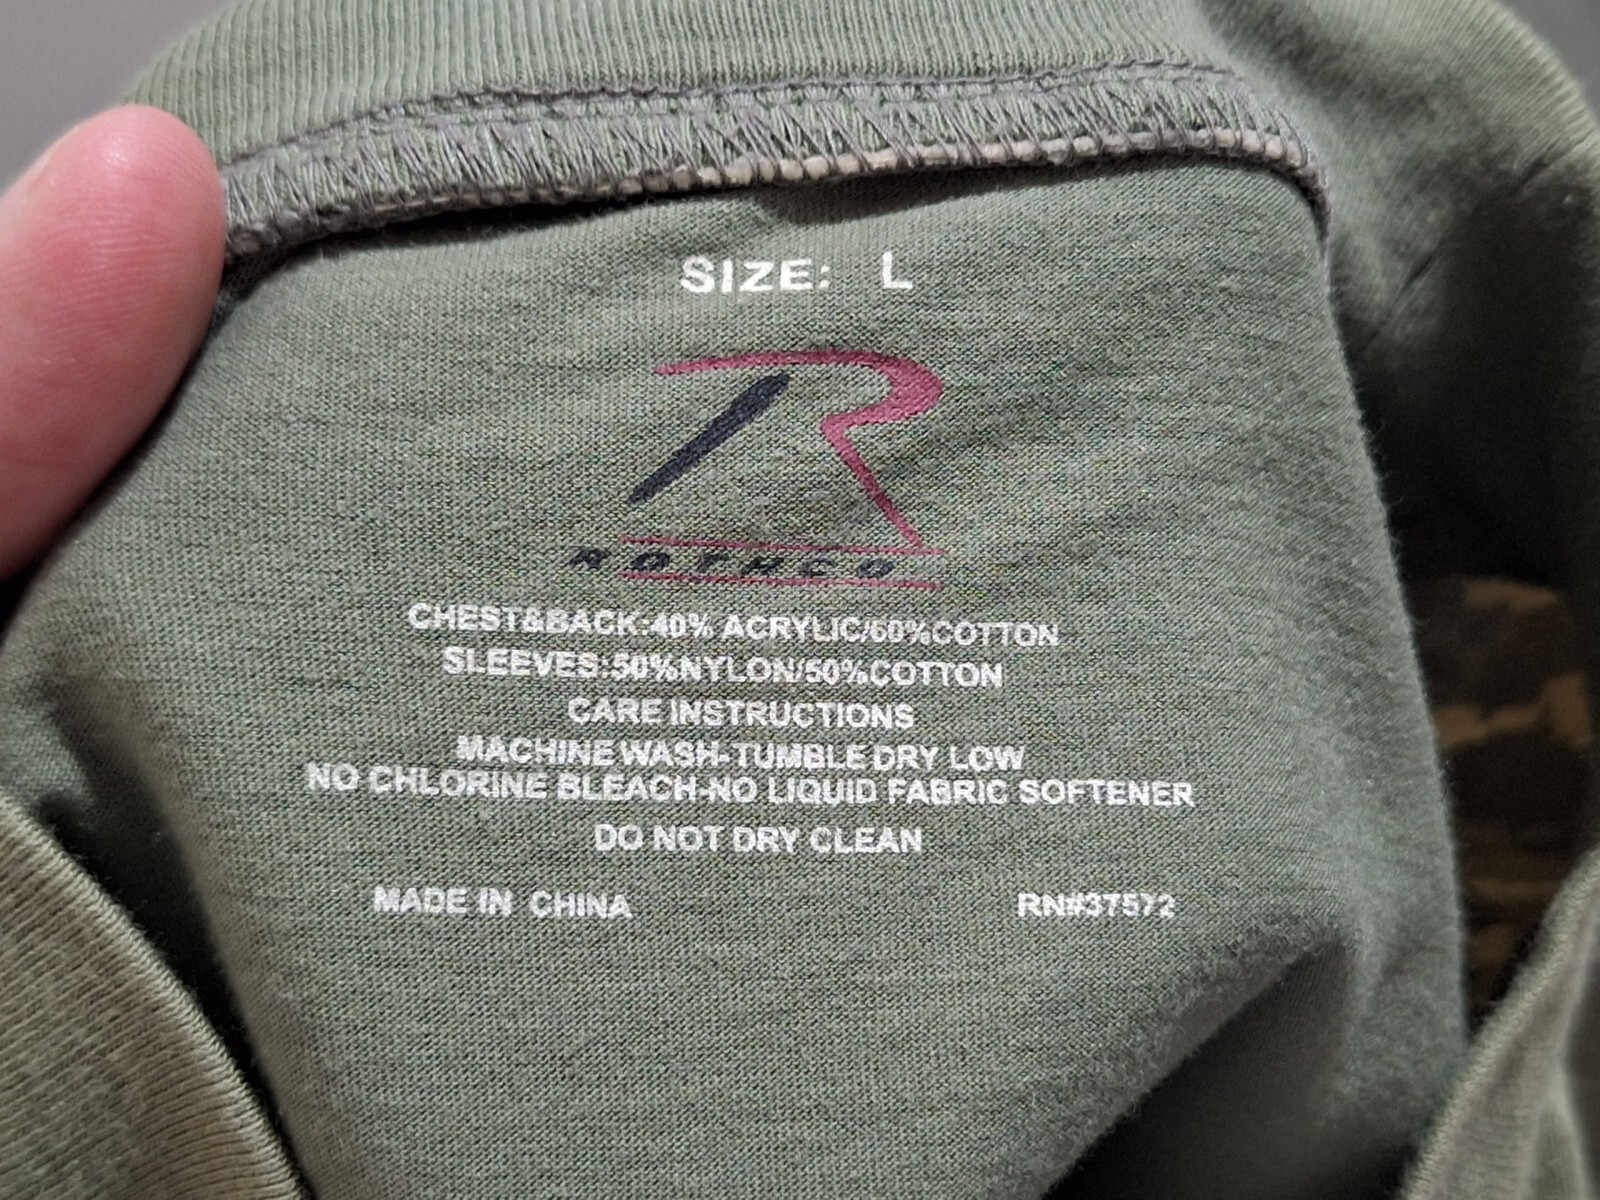 SIZE: L
R
ROTHCO
CHEST&BACK:40% ACRYLIC/60%COTTON
SLEEVES:50%NYLON/50%COTTON
CARE INSTRUCTIONS
MACHINE WASH-TUMBLE DRY LOW
NO CHLORINE BLEACH-NO LIQUID FABRIC SOFTENER
DO NOT DRY CLEAN
MADE IN CHINA RN#37572